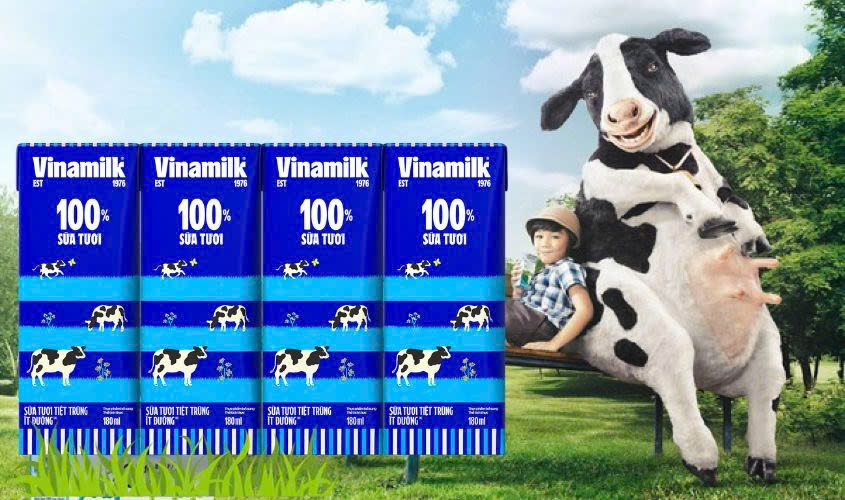 Vinamilk
EST 1976
100%
SỮA TƯƠI
SỮA TƯƠI TIỆT TRÙNG
ÍT ĐƯỜNG
180ml
Vinamilk
EST 1976
100%
SỮA TƯƠI
SỮA TƯƠI TIỆT TRÙNG
ÍT ĐƯỜNG
180ml
Vinamilk
EST 1976
100%
SỮA TƯƠI
SỮA TƯƠI TIỆT TRÙNG
ÍT ĐƯỜNG
180ml
Vinamilk
EST 1976
100%
SỮA TƯƠI
SỮA TƯƠI TIỆT TRÙNG
ÍT ĐƯỜNG
180ml